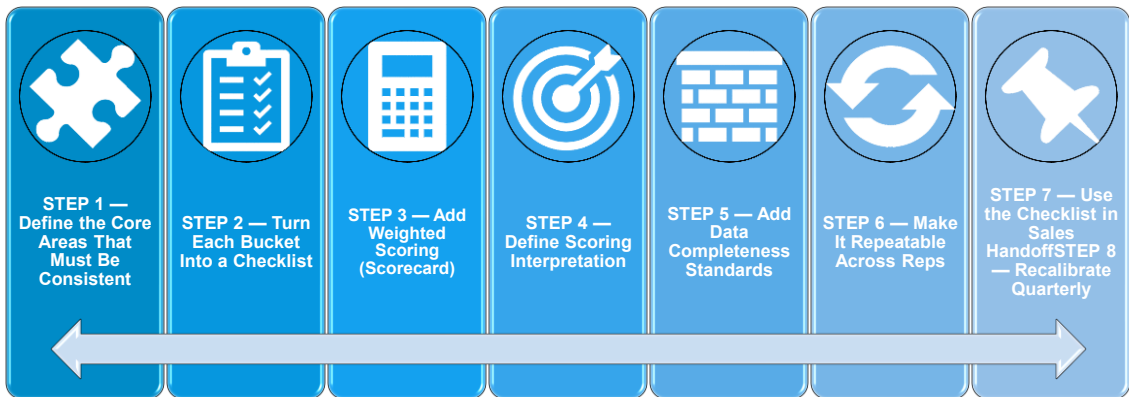 STEP 1 —
Define the Core
Areas That
Must Be
Consistent
STEP 2 — Turn
Each Bucket
Into a Checklist
STEP 3 — Add
Weighted
Scoring
(Scorecard)
STEP 4 —
Define Scoring
Interpretation
STEP 5 — Add
Data
Completeness
Standards
STEP 6 — Make
It Repeatable
Across Reps
STEP 7 — Use
the Checklist in
Sales
HandoffSTEP 8
— Recalibrate
Quarterly